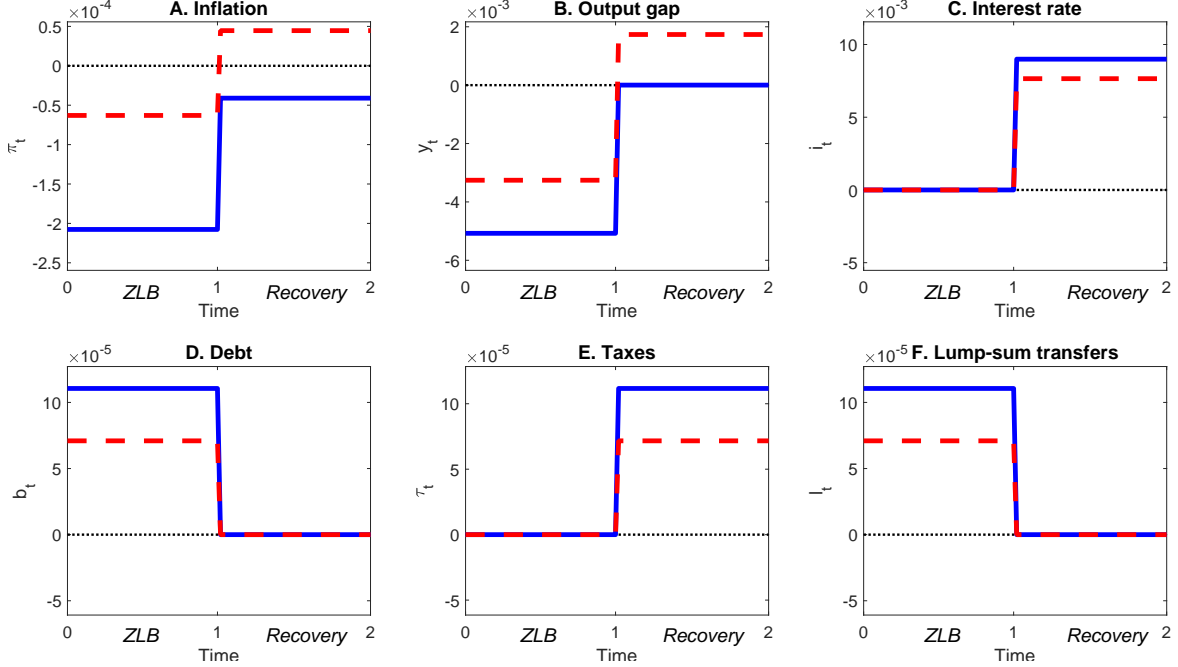 A. Inflation
×10^-4
0.5
0
-0.5
-1
-1.5
-2
-2.5
π_t
0 ZLB 1 Recovery 2
Time
B. Output gap
×10^-3
2
0
-2
-4
-6
y_t
0 ZLB 1 Recovery 2
Time
C. Interest rate
×10^-3
10
5
0
-5
i_t
0 ZLB 1 Recovery 2
Time
D. Debt
×10^-5
10
5
0
-5
b_t
0 ZLB 1 Recovery 2
Time
E. Taxes
×10^-5
10
5
0
-5
τ_t
0 ZLB 1 Recovery 2
Time
F. Lump-sum transfers
×10^-5
10
5
0
-5
l_t
0 ZLB 1 Recovery 2
Time